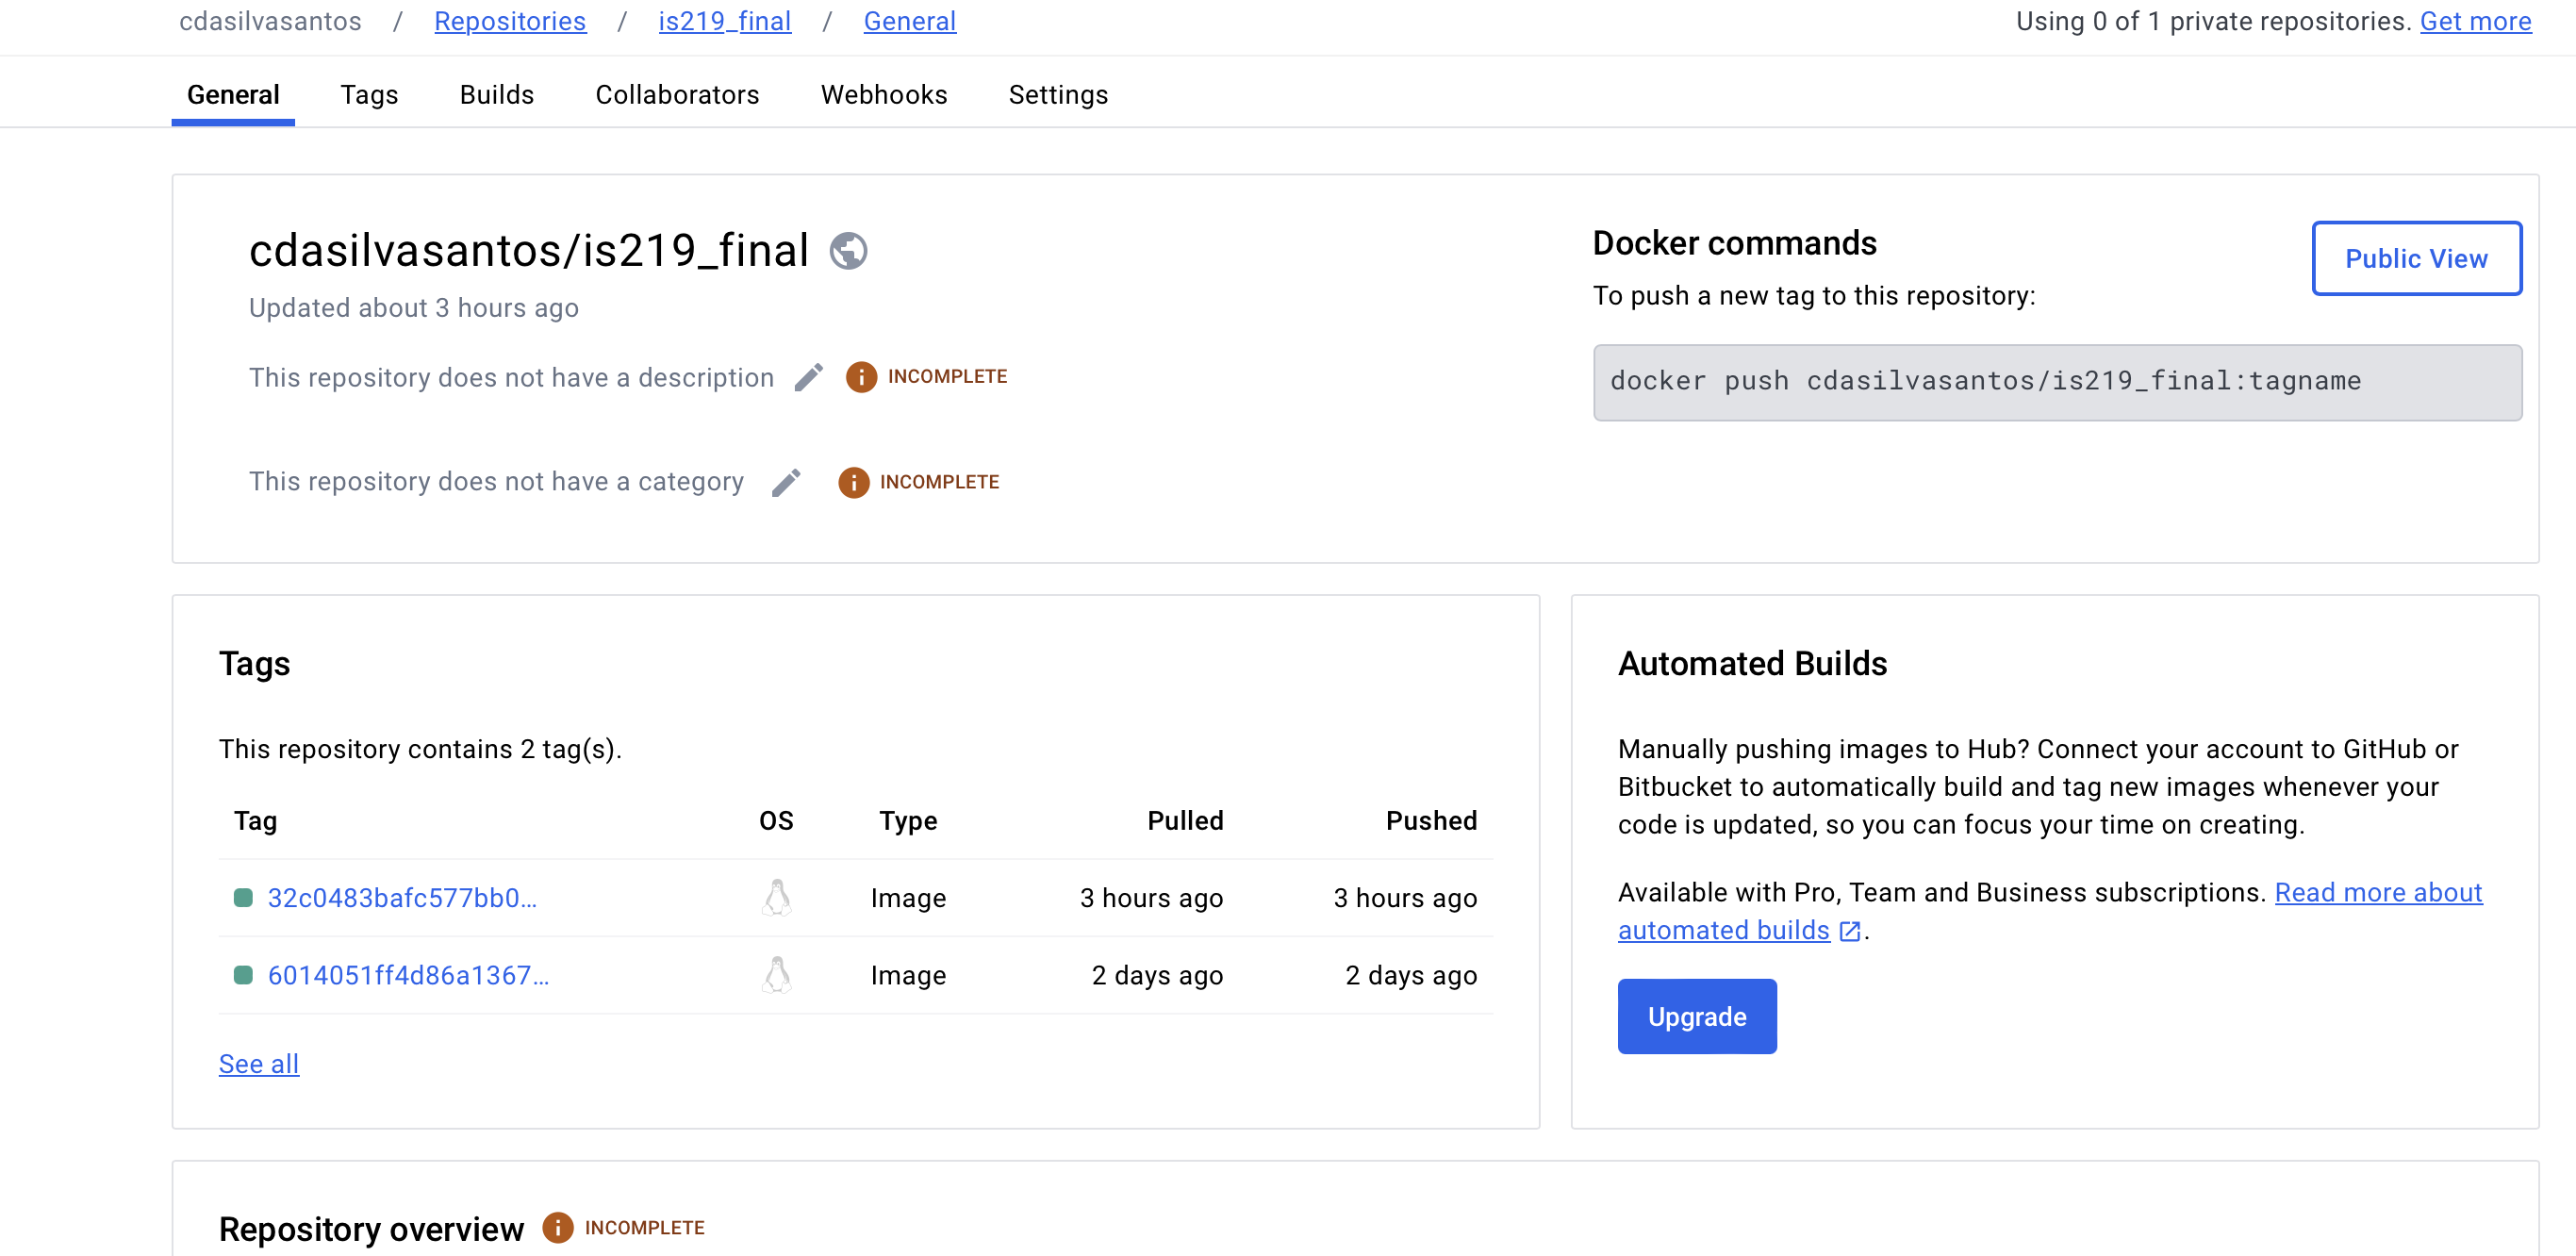 cdasilvasantos / Repositories / is219_final / General
Using 0 of 1 private repositories. Get more
General Tags Builds Collaborators Webhooks Settings
cdasilvasantos/is219_final
Updated about 3 hours ago
This repository does not have a description INCOMPLETE
This repository does not have a category INCOMPLETE
Docker commands
Public View
To push a new tag to this repository:
docker push cdasilvasantos/is219_final:tagname
Tags
This repository contains 2 tag(s).
Tag OS Type Pulled Pushed
32c0483bafc577bb0... Image 3 hours ago 3 hours ago
6014051ff4d86a1367... Image 2 days ago 2 days ago
See all
Automated Builds
Manually pushing images to Hub? Connect your account to GitHub or
Bitbucket to automatically build and tag new images whenever your
code is updated, so you can focus your time on creating.
Available with Pro, Team and Business subscriptions. Read more about
automated builds.
Upgrade
Repository overview INCOMPLETE